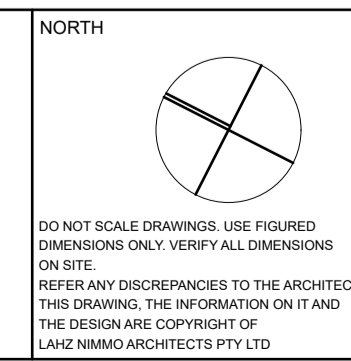 NORTH
DO NOT SCALE DRAWINGS. USE FIGURED
DIMENSIONS ONLY. VERIFY ALL DIMENSIONS
ON SITE.
REFER ANY DISCREPANCIES TO THE ARCHITEC
THIS DRAWING, THE INFORMATION ON IT AND
THE DESIGN ARE COPYRIGHT OF
LAHZ NIMMO ARCHITECTS PTY LTD